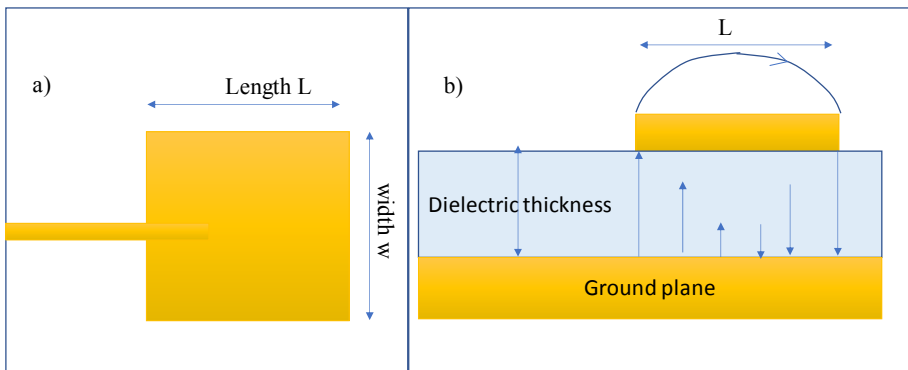 a)
Length L
width w
b)
L
Dielectric thickness
Ground plane